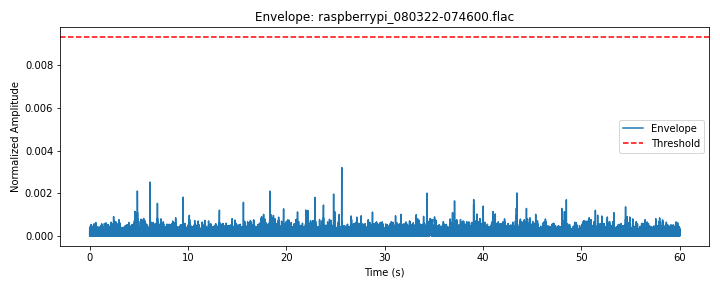 Envelope: raspberrypi_080322-074600.flac
Normalized Amplitude
0.008
0.006
0.004
0.002
0.000
Envelope
Threshold
0
10
20
30
40
50
60
Time (s)